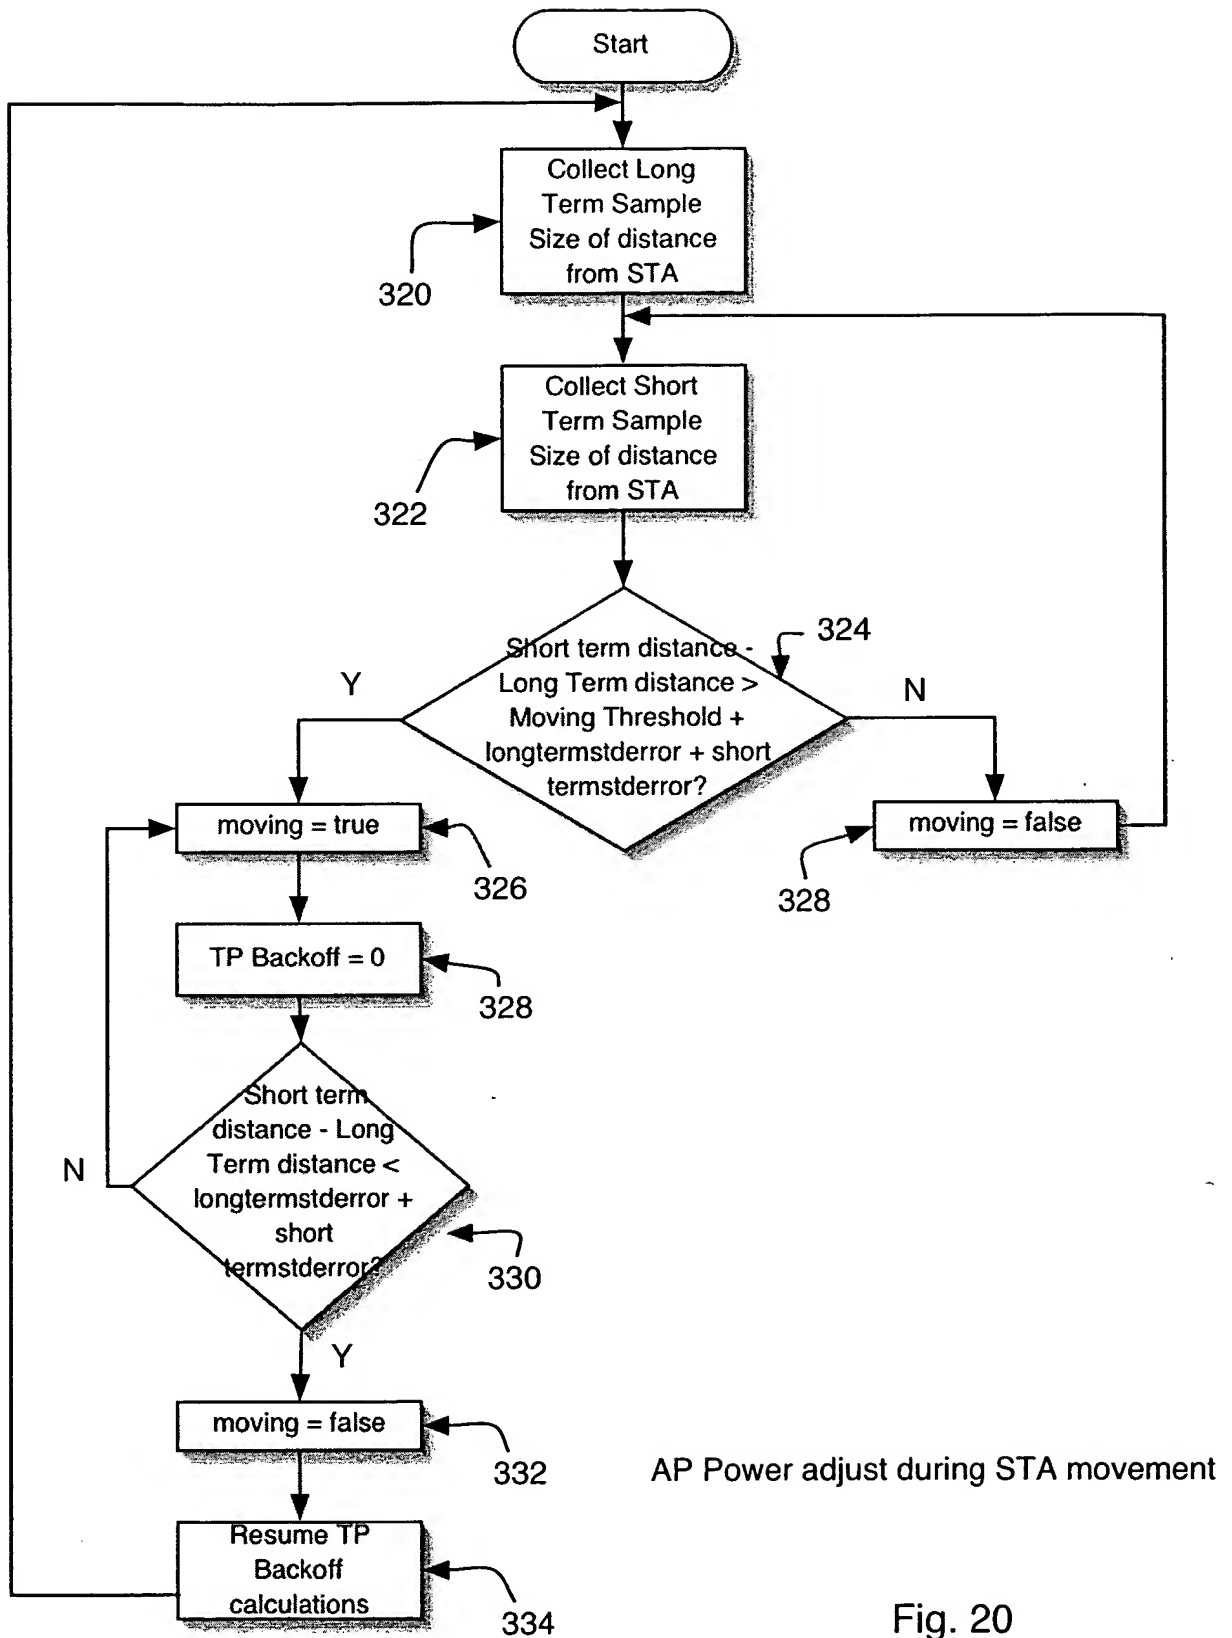 Start
Collect Long
Term Sample
Size of distance
from STA
320
Collect Short
Term Sample
Size of distance
from STA
322
324
Short term distance -
Long Term distance >
Moving Threshold +
longtermstderror + short
termstderror?
Y
N
moving = true
326
moving = false
328
TP Backoff = 0
328
Short term
distance - Long
Term distance <
longtermstderror +
short
termstderror?
N
330
Y
moving = false
332
AP Power adjust during STA movement
Resume TP
Backoff
calculations
334
Fig. 20